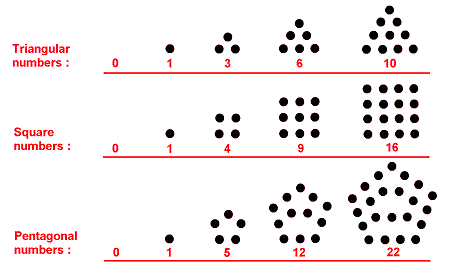 Triangular
numbers : 0 1 3 6 10
Square
numbers : 0 1 4 9 16
Pentagonal
numbers : 0 1 5 12 22